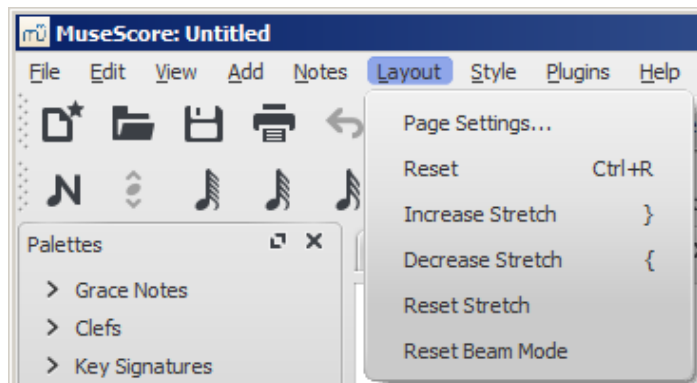 MuseScore: Untitled
File Edit View Add Notes Layout Style Plugins Help
Page Settings...
Reset Ctrl+R
Increase Stretch }
Decrease Stretch {
Reset Stretch
Reset Beam Mode
Palettes
Grace Notes
Clefs
Key Signatures